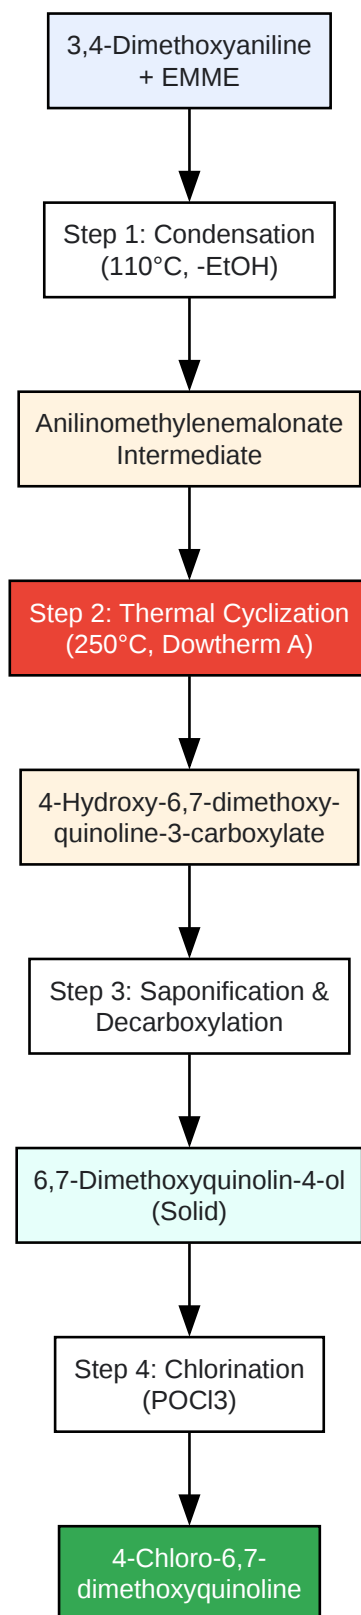 3,4-Dimethoxyaniline
+ EMME
Step 1: Condensation
(110°C, -EtOH)
Anilinomethylenemalonate
Intermediate
Step 2: Thermal Cyclization
(250°C, Dowtherm A)
4-Hydroxy-6,7-dimethoxy-
quinoline-3-carboxylate
Step 3: Saponification &
Decarboxylation
6,7-Dimethoxyquinolin-4-ol
(Solid)
Step 4: Chlorination
(POCl3)
4-Chloro-6,7-
dimethoxyquinoline